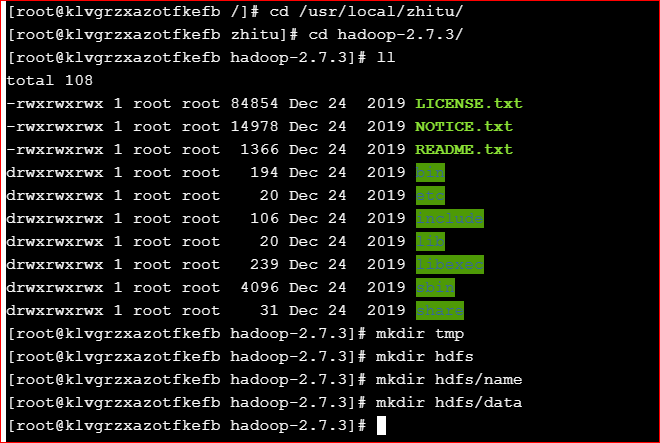 [root@klvgrzxazotfkefb /]# cd /usr/local/zhitu/
[root@klvgrzxazotfkefb zhitu]# cd hadoop-2.7.3/
[root@klvgrzxazotfkefb hadoop-2.7.3]# ll
total 108
-rwxrwxrwx 1 root root 84854 Dec 24  2019 LICENSE.txt
-rwxrwxrwx 1 root root 14978 Dec 24  2019 NOTICE.txt
-rwxrwxrwx 1 root root  1366 Dec 24  2019 README.txt
drwxrwxrwx 1 root root   194 Dec 24  2019 bin
drwxrwxrwx 1 root root    20 Dec 24  2019 etc
drwxrwxrwx 1 root root   106 Dec 24  2019 includs
drwxrwxrwx 1 root root    20 Dec 24  2019 lib
drwxrwxrwx 1 root root   239 Dec 24  2019 libexec
drwxrwxrwx 1 root root  4096 Dec 24  2019 sbin
drwxrwxrwx 1 root root    31 Dec 24  2019 share
[root@klvgrzxazotfkefb hadoop-2.7.3]# mkdir tmp
[root@klvgrzxazotfkefb hadoop-2.7.3]# mkdir hdfs
[root@klvgrzxazotfkefb hadoop-2.7.3]# mkdir hdfs/name
[root@klvgrzxazotfkefb hadoop-2.7.3]# mkdir hdfs/data
[root@klvgrzxazotfkefb hadoop-2.7.3]#